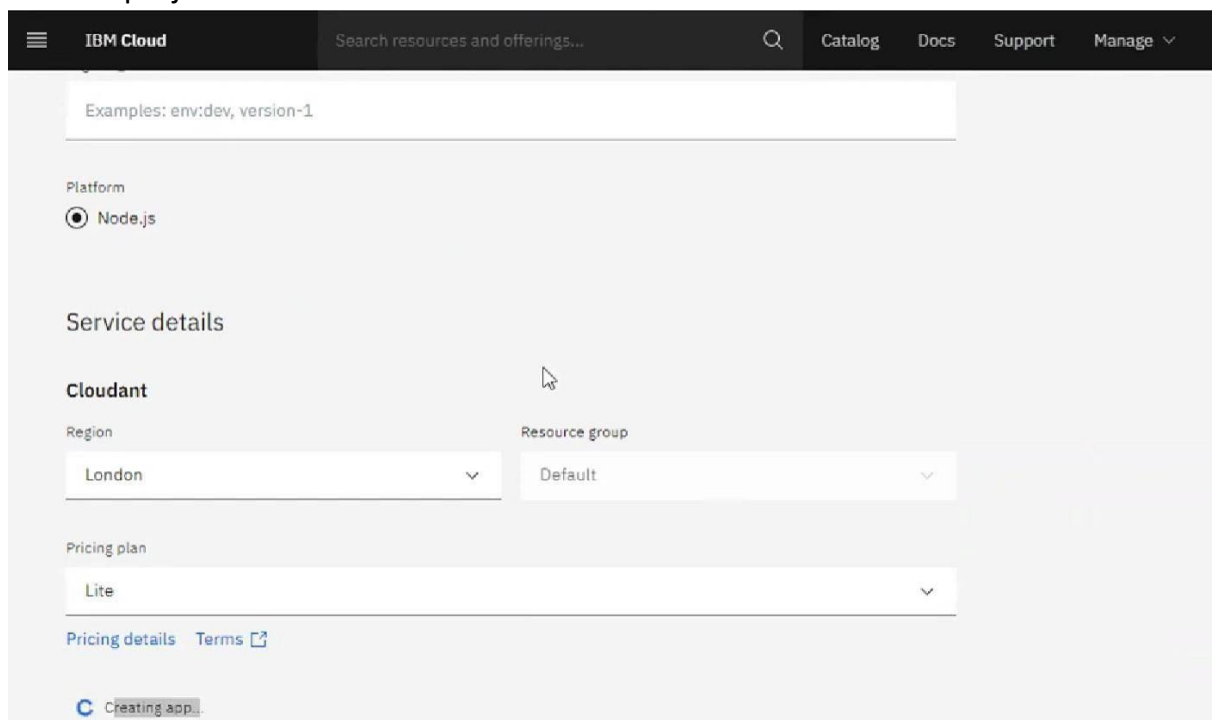 IBM Cloud Search resources and offerings... Catalog Docs Support Manage
Examples: env:dev, version-1
Platform
Node.js
Service details
Cloudant
Region Resource group
London Default
Pricing plan
Lite
Pricing details Terms
Creating app...